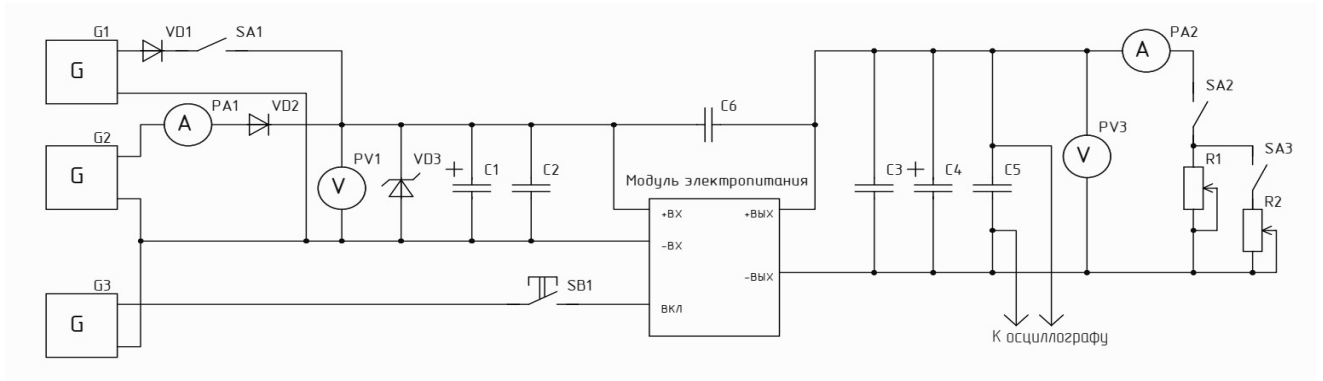 G1
VD1
SA1
G
PA1
VD2
A
G2
G
PV1
V
VD3
C1
C2
C6
Модуль электропитания
+ВХ
+ВЫХ
-ВХ
-ВЫХ
ВКЛ
G3
G
SB1
C3
C4
C5
PV3
V
PA2
A
SA2
SA3
R1
R2
К осциллографу